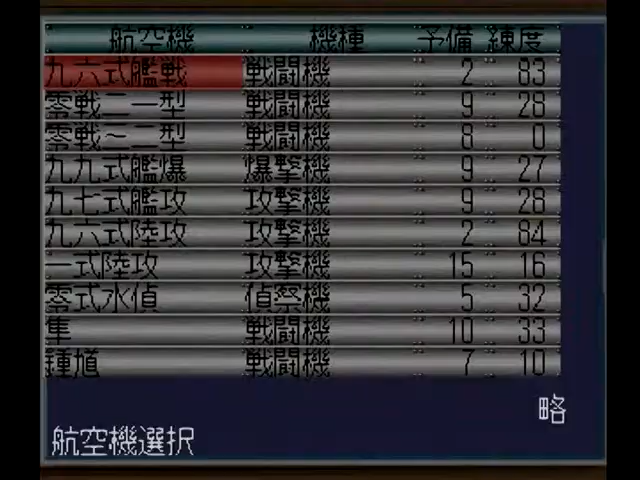 航空機 機種 予備 練度
九六式艦戦 戦闘機 2 83
零戦二一型 戦闘機 9 28
零戦~二型 戦闘機 8 0
九九式艦爆 爆撃機 9 27
九七式艦攻 攻撃機 9 28
九六式陸攻 攻撃機 2 84
一式陸攻 攻撃機 15 16
零式水偵 偵察機 5 32
隼 戦闘機 10 33
鍾馗 戦闘機 7 10
略
航空機選択